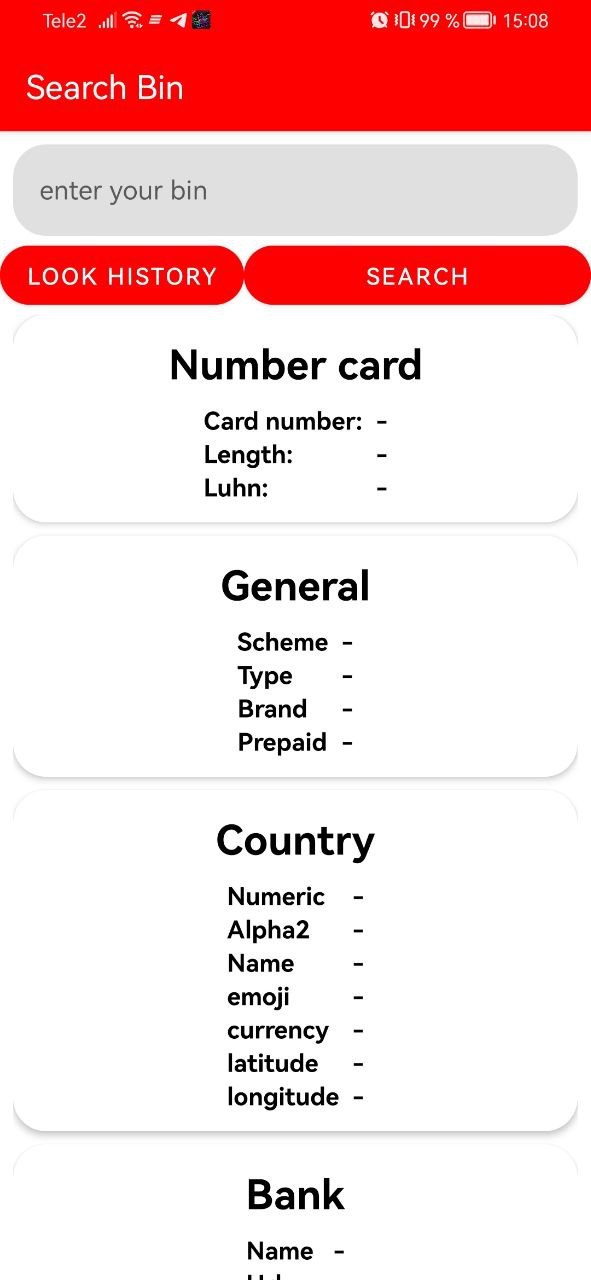 Tele2 99 % 15:08
Search Bin
enter your bin
LOOK HISTORY SEARCH
Number card
Card number: -
Length: -
Luhn: -
General
Scheme -
Type -
Brand -
Prepaid -
Country
Numeric -
Alpha2 -
Name -
emoji -
currency -
latitude -
longitude -
Bank
Name -